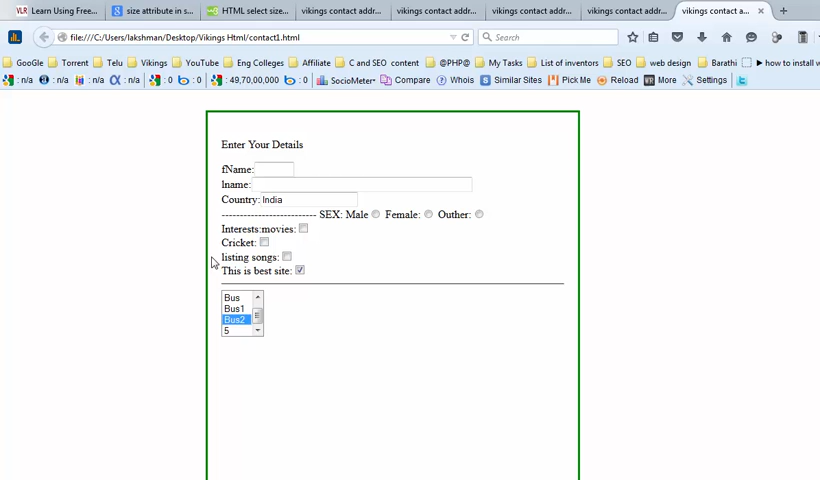 VLR Learn Using Free... size attribute in s... HTML select size... vikings contact addr... vikings contact addr... vikings contact addr... vikings contact addr... vikings contact a...
file:///C:/Users/lakshman/Desktop/Vikings Html/contact1.html Search
GooGle Torrent Telu Vikings YouTube Eng Colleges Affiliate C and SEO content @PHP@ My Tasks List of inventors SEO web design Barathi how to install w
: n/a : n/a : n/a : n/a : 0 : 0 : 49,70,00,000 : 0 SocioMeter Compare Whois Similar Sites Pick Me Reload More Settings
Enter Your Details
fName:
lname:
Country: India
-------------------------- SEX: Male Female: Outher:
Interests:movies:
Cricket:
listing songs:
This is best site:
Bus
Bus1
Bus2
5